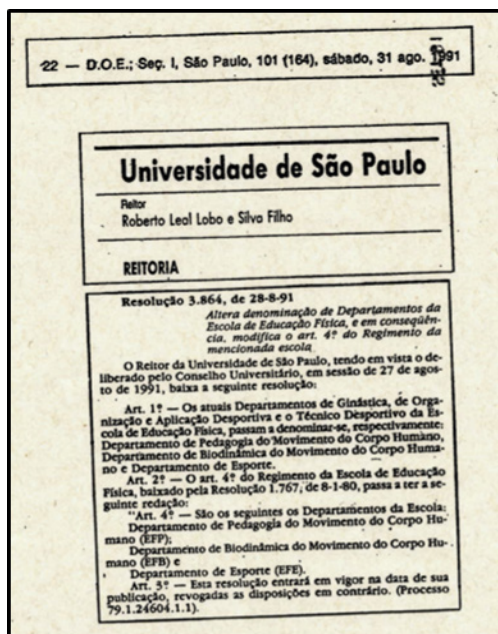 22 — D.O.E.; Seç. I, São Paulo, 101 (164), sábado, 31 ago. 1991
Universidade de São Paulo
Reitor
Roberto Leal Lobo e Silva Filho
REITORIA
Resolução 3.864, de 28-8-91
Altera denominação de Departamentos da
Escola de Educação Física, e em conseqüên-
cia, modifica o art. 4º do Regimento da
mencionada escola
O Reitor da Universidade de São Paulo, tendo em vista o de-
liberado pelo Conselho Universitário, em sessão de 27 de agos-
to de 1991, baixa a seguinte resolução:
Art. 1º — Os atuais Departamentos de Ginástica, de Orga-
nização e Aplicação Desportiva e o Técnico Desportivo da Es-
cola de Educação Física, passam a denominar-se, respectivamente:
Departamento de Pedagogia do Movimento do Corpo Humano,
Departamento de Biodinâmica do Movimento do Corpo Huma-
no e Departamento de Esporte.
Art. 2º — O art. 4º do Regimento da Escola de Educação
Física, baixado pela Resolução 1.767, de 8-1-80, passa a ter a se-
guinte redação:
"Art. 4º — São os seguintes os Departamentos da Escola:
Departamento de Pedagogia do Movimento do Corpo Hu-
mano (EFP);
Departamento de Biodinâmica do Movimento do Corpo Hu-
mano (EFB) e
Departamento de Esporte (EFE).
Art. 3º — Esta resolução entrará em vigor na data de sua
publicação, revogadas as disposições em contrário. (Processo
79.1.24604.1.1).